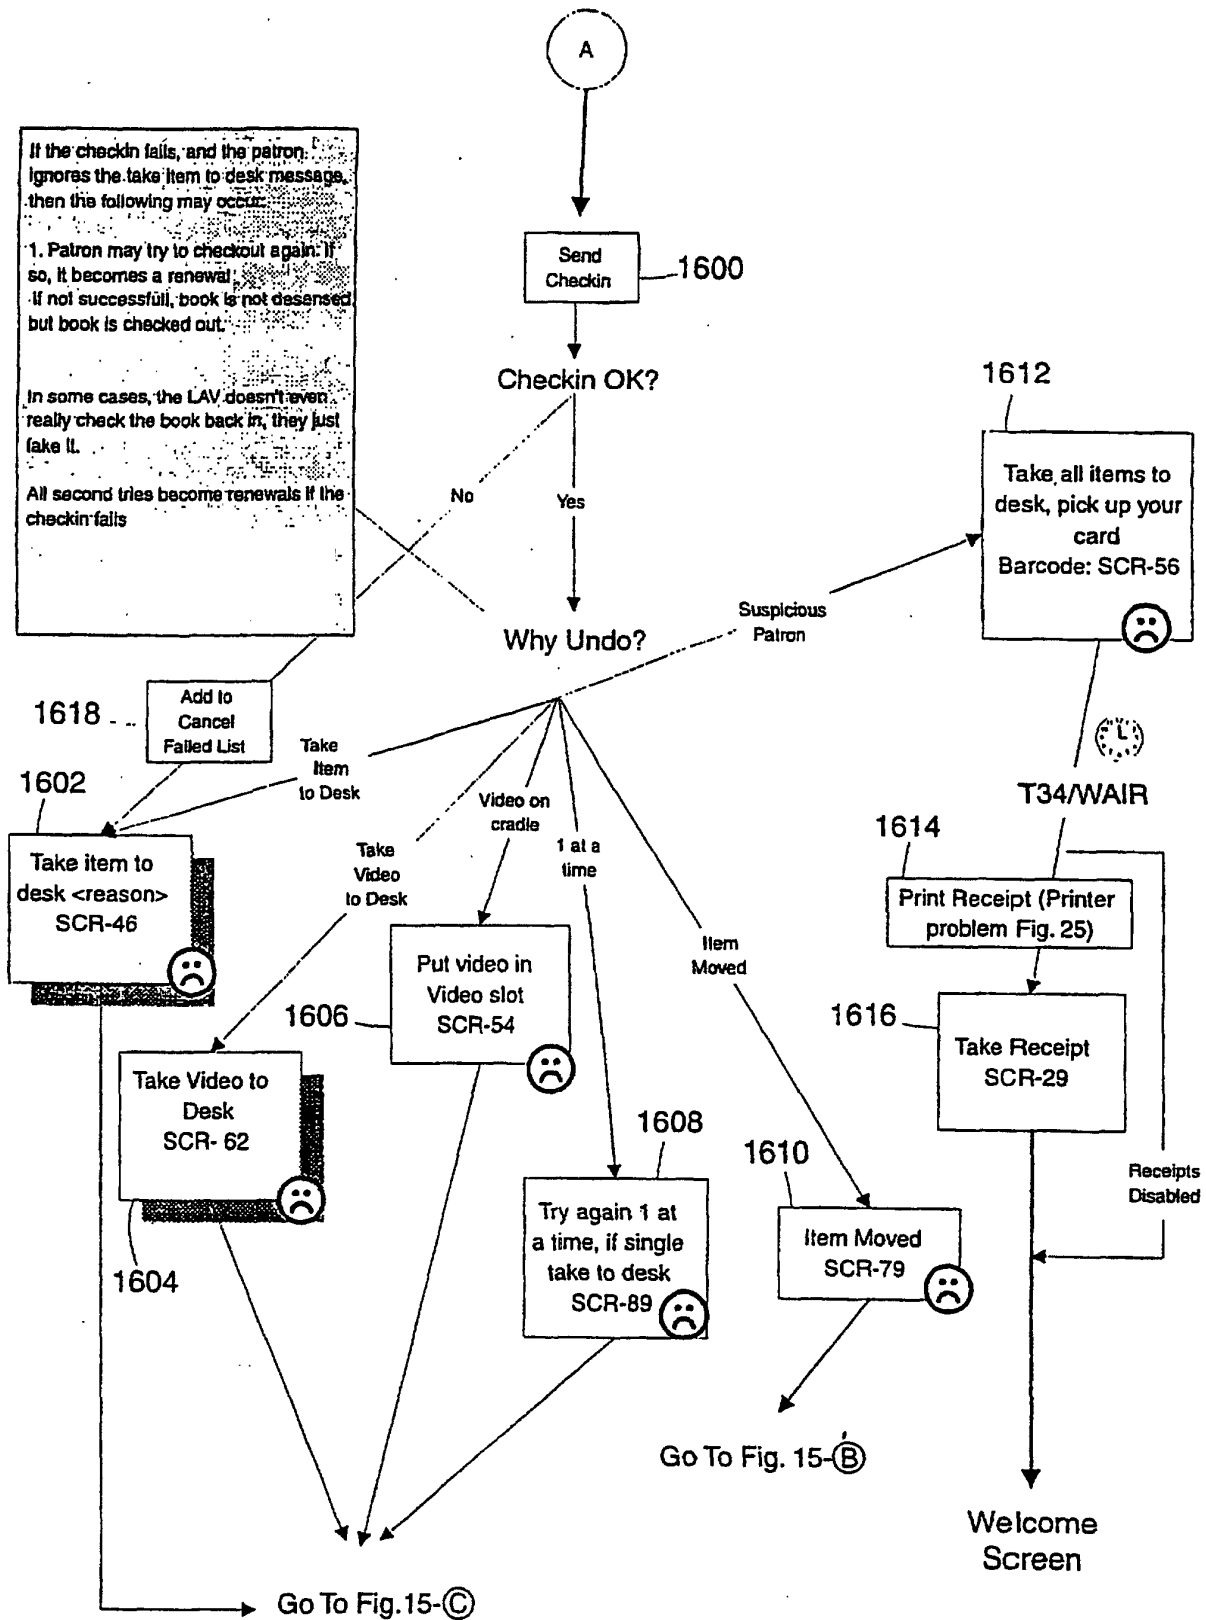 A
If the checkin fails, and the patron
ignores the take item to desk message,
then the following may occur:
1. Patron may try to checkout again. If
so, it becomes a renewal
If not successfull, book is not desensed
but book is checked out.
In some cases, the LAV doesn't even
really check the book back in, they just
fake it.
All second tries become renewals if the
checkin fails
Send
Checkin
1600
Checkin OK?
No
Yes
Why Undo?
Suspicious
Patron
1612
Take all items to
desk, pick up your
card
Barcode: SCR-56
1618
Add to
Cancel
Failed List
Take
Item
to Desk
1602
Take item to
desk <reason>
SCR-46
Take
Video
to Desk
Video on
cradle
1 at a
time
Item
Moved
T34/WAIR
1614
Print Receipt (Printer
problem Fig. 25)
1606
Put video in
Video slot
SCR-54
1616
Take Receipt
SCR-29
Take Video to
Desk
SCR- 62
1604
1608
Try again 1 at
a time, if single
take to desk
SCR-89
1610
Item Moved
SCR-79
Receipts
Disabled
Go To Fig. 15-B
Welcome
Screen
Go To Fig.15-C